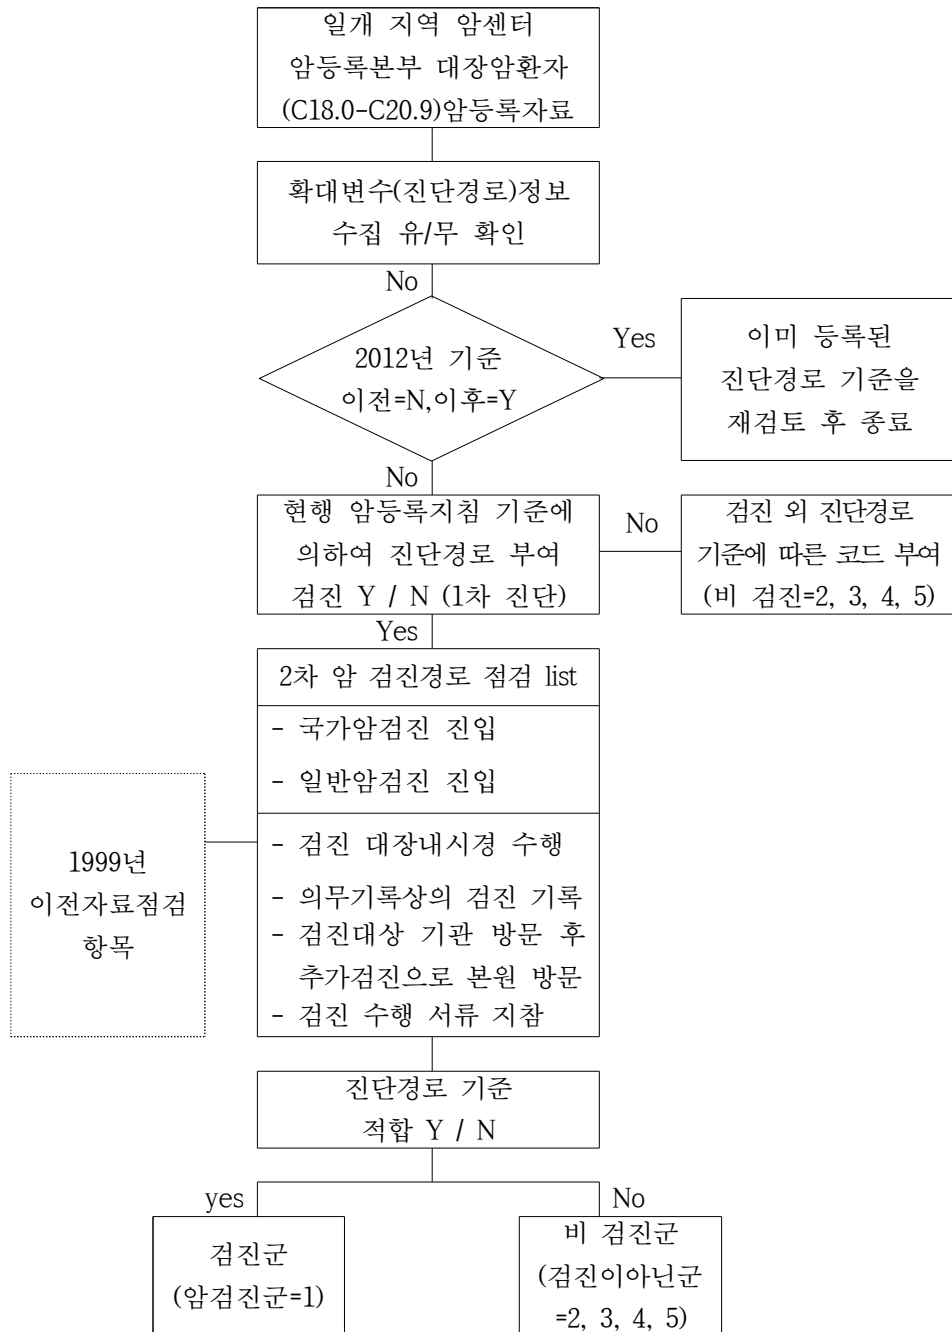 일개 지역 암센터
암등록본부 대장암환자
(C18.0-C20.9)암등록자료
확대변수(진단경로)정보
수집 유/무 확인
No
2012년 기준
이전=N,이후=Y
Yes
이미 등록된
진단경로 기준을
재검토 후 종료
No
현행 암등록지침 기준에
의하여 진단경로 부여
검진 Y / N (1차 진단)
No
검진 외 진단경로
기준에 따른 코드 부여
(비 검진=2, 3, 4, 5)
Yes
2차 암 검진경로 점검 list
- 국가암검진 진입
- 일반암검진 진입
1999년
이전자료점검
항목
- 검진 대장내시경 수행
- 의무기록상의 검진 기록
- 검진대상 기관 방문 후
추가검진으로 본원 방문
- 검진 수행 서류 지참
진단경로 기준
적합 Y / N
yes
검진군
(암검진군=1)
No
비 검진군
(검진이아닌군
=2, 3, 4, 5)